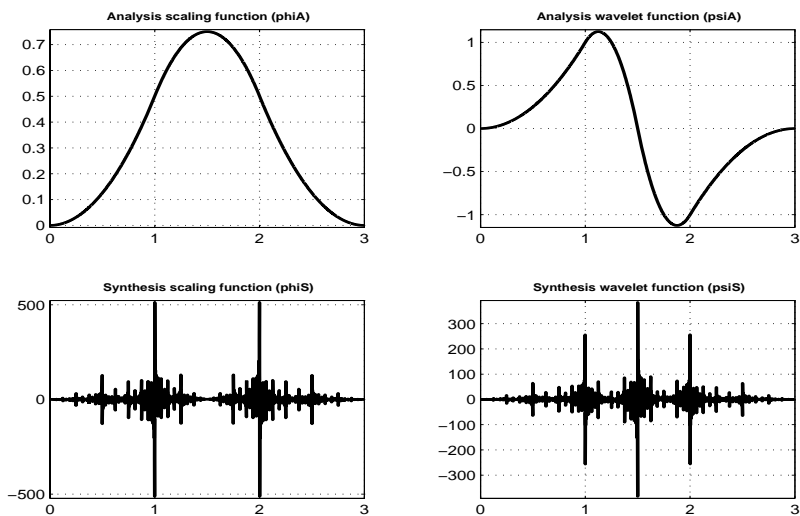 Analysis scaling function (phiA)
0.7
0.6
0.5
0.4
0.3
0.2
0.1
0
0 1 2 3
Analysis wavelet function (psiA)
1
0.5
0
−0.5
−1
0 1 2 3
Synthesis scaling function (phiS)
500
0
−500
0 1 2 3
Synthesis wavelet function (psiS)
300
200
100
0
−100
−200
−300
0 1 2 3